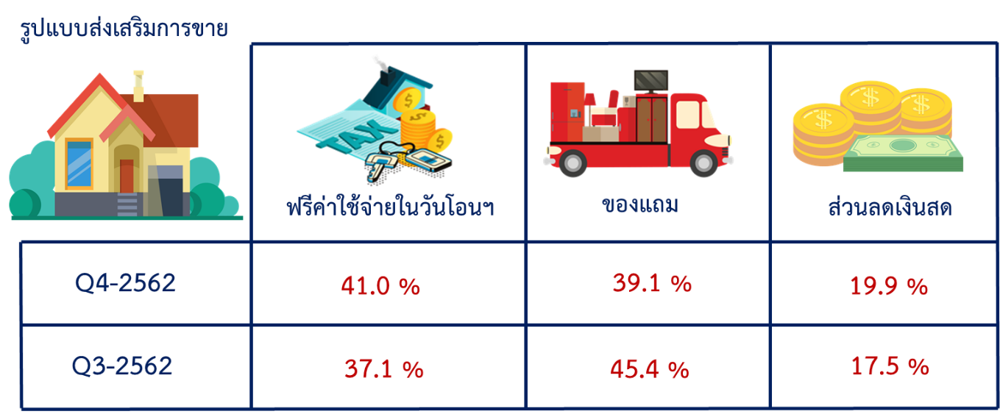 รูปแบบส่งเสริมการขาย
TAX
ฟรีค่าใช้จ่ายในวันโอนฯ
ของแถม
ส่วนลดเงินสด
Q4-2562
41.0 %
39.1 %
19.9 %
Q3-2562
37.1 %
45.4 %
17.5 %